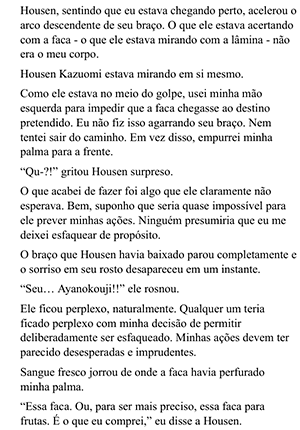 Housen, sentindo que eu estava chegando perto, acelerou o
arco descendente de seu braço. O que ele estava acertando
com a faca - o que ele estava mirando com a lâmina - não
era o meu corpo.
Housen Kazuomi estava mirando em si mesmo.
Como ele estava no meio do golpe, usei minha mão
esquerda para impedir que a faca chegasse ao destino
pretendido. Eu não fiz isso agarrando seu braço. Nem
tentei sair do caminho. Em vez disso, empurrei minha
palma para a frente.
“Qu-?!” gritou Housen surpreso.
O que acabei de fazer foi algo que ele claramente não
esperava. Bem, suponho que seria quase impossível para
ele prever minhas ações. Ninguém presumiria que eu me
deixei esfaquear de propósito.
O braço que Housen havia baixado parou completamente e
o sorriso em seu rosto desapareceu em um instante.
“Seu… Ayanokouji!!” ele rosnou.
Ele ficou perplexo, naturalmente. Qualquer um teria
ficado perplexo com minha decisão de permitir
deliberadamente ser esfaqueado. Minhas ações devem ter
parecido desesperadas e imprudentes.
Sangue fresco jorrou de onde a faca havia perfurado
minha palma.
“Essa faca. Ou, para ser mais preciso, essa faca para
frutas. É o que eu comprei,” eu disse a Housen.